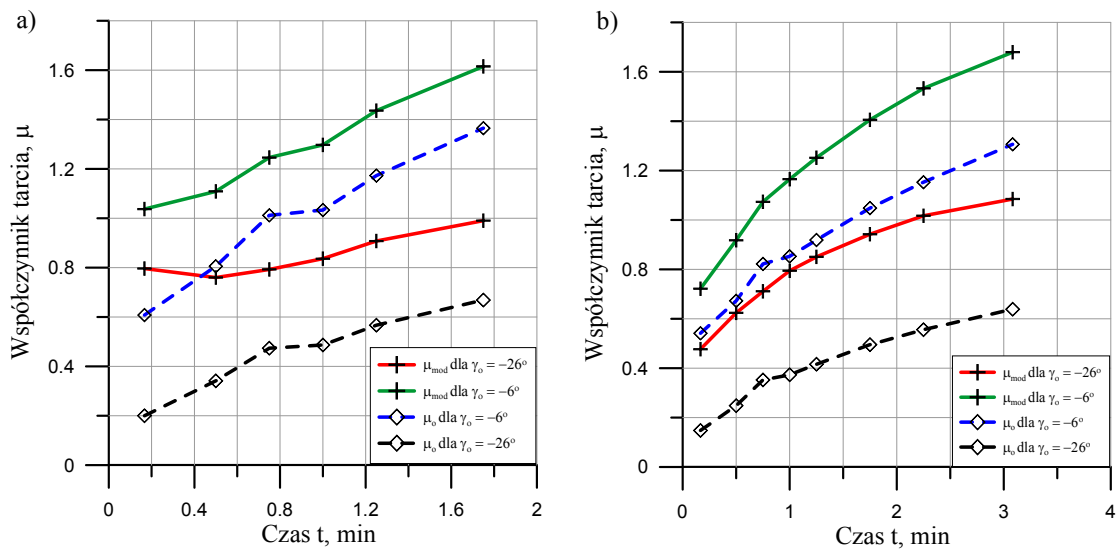 a)
Współczynnik tarcia, μ
1.6
1.2
0.8
0.4
0
0 0.4 0.8 1.2 1.6 2
Czas t, min
μmod dla γo = −26o
μmod dla γo = −6o
μo dla γo = −6o
μo dla γo = −26o
b)
Współczynnik tarcia, μ
1.6
1.2
0.8
0.4
0
0 1 2 3 4
Czas t, min
μmod dla γo = −26o
μmod dla γo = −6o
μo dla γo = −6o
μo dla γo = −26o